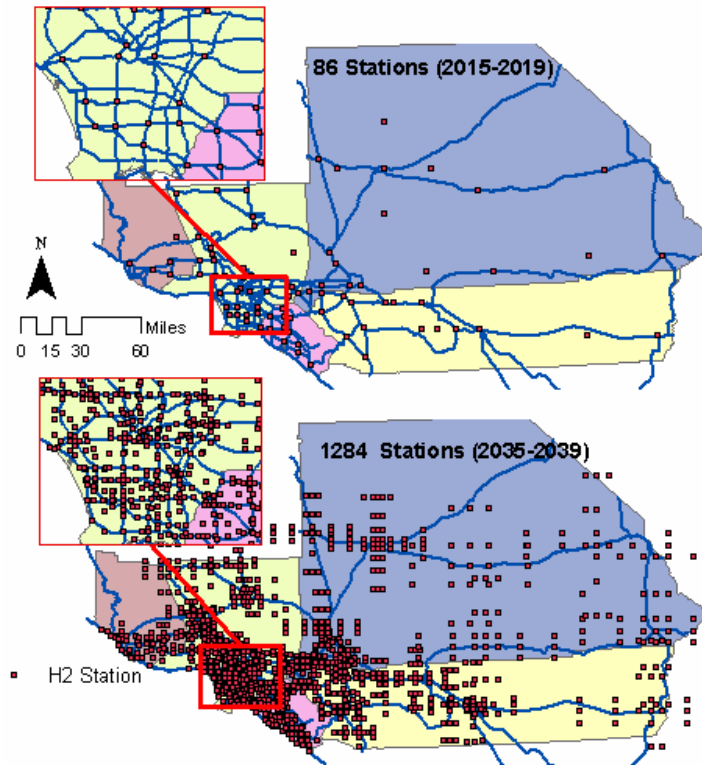 86 Stations (2015-2019)
N
Miles
0 15 30 60
1284 Stations (2035-2039)
H2 Station